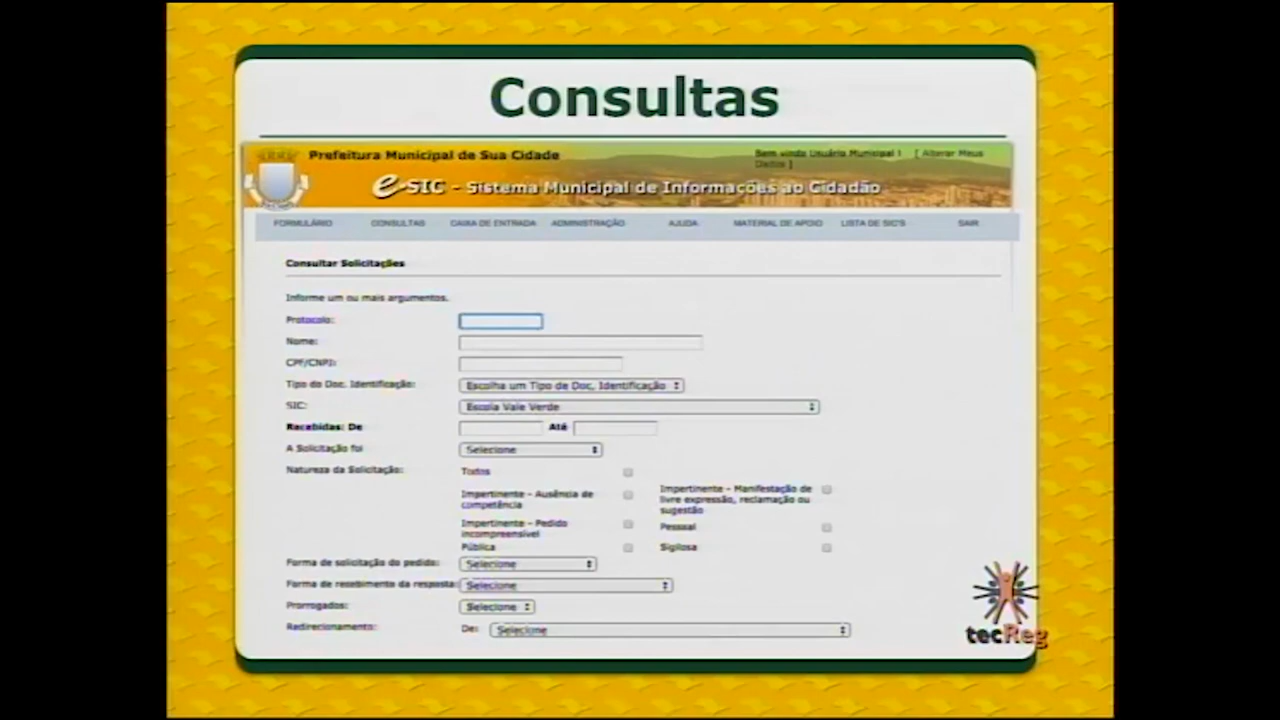 Consultas
Prefeitura Municipal de Sua Cidade
Bem vindo Usuário Municipal ! [ Alterar Meus
Dados ]
e-SIC - Sistema Municipal de Informações ao Cidadão
FORMULÁRIO CONSULTAS CAIXA DE ENTRADA ADMINISTRAÇÃO AJUDA MATERIAL DE APOIO LISTA DE SIC'S SAIR
Consultar Solicitações
Informe um ou mais argumentos.
Protocolo:
Nome:
CPF/CNPJ:
Tipo do Doc. Identificação: Escolha um Tipo de Doc. Identificação
SIC: Escola Vale Verde
Recebidas: De Até
A Solicitação foi Selecione
Natureza da Solicitação: Todos
Impertinente - Ausência de
competência
Impertinente - Manifestação de
livre expressão, reclamação ou
sugestão
Impertinente - Pedido
incompreensível
Pessoal
Pública Sigilosa
Forma de solicitação do pedido: Selecione
Forma de recebimento da resposta: Selecione
Prorrogados: Selecione
Redirecionamento: De: Selecione
tecReg